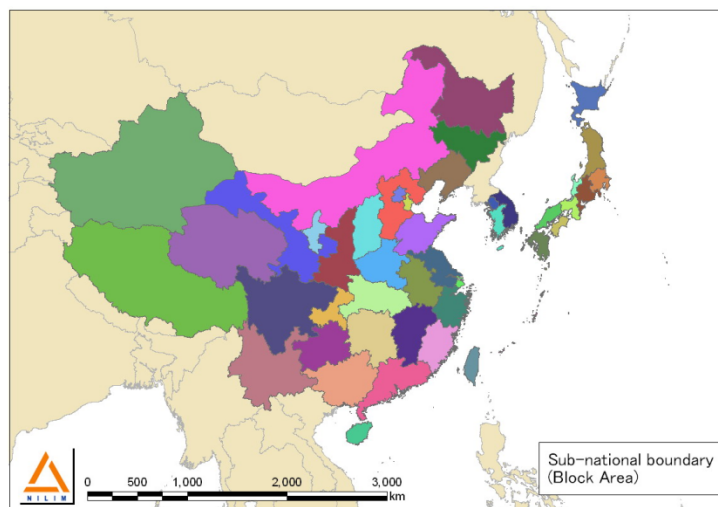 Sub-national boundary
(Block Area)
NILIM
0 500 1,000 2,000 3,000
km